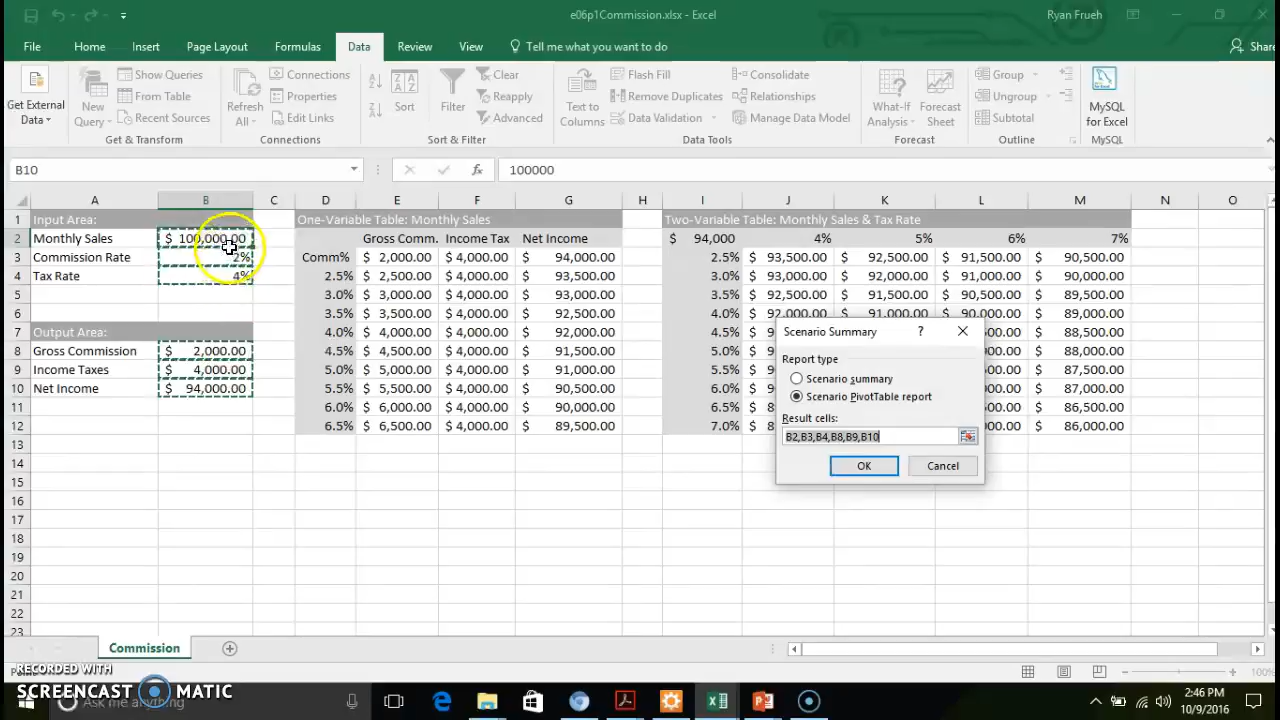 e06p1Commission.xlsx - Excel
Ryan Frueh
File Home Insert Page Layout Formulas Data Review View Tell me what you want to do Share
Get External Data
New Query
Show Queries
From Table
Recent Sources
Get & Transform
Refresh All
Connections
Properties
Edit Links
Connections
Sort
Filter
Clear
Reapply
Advanced
Sort & Filter
Text to Columns
Flash Fill
Remove Duplicates
Data Validation
Consolidate
Relationships
Manage Data Model
Data Tools
What-If Analysis
Forecast Sheet
Forecast
Group
Ungroup
Subtotal
Outline
MySQL for Excel
MySQL
B10 fx 100000
A B C D E F G H I J K L M N O
1 Input Area: One-Variable Table: Monthly Sales Two-Variable Table: Monthly Sales & Tax Rate
2 Monthly Sales $ 100,000.00 Gross Comm. Income Tax Net Income $ 94,000 4% 5% 6% 7%
3 Commission Rate 2% Comm% $ 2,000.00 $ 4,000.00 $ 94,000.00 2.5% $ 93,500.00 $ 92,500.00 $ 91,500.00 $ 90,500.00
4 Tax Rate 4% 2.5% $ 2,500.00 $ 4,000.00 $ 93,500.00 3.0% $ 93,000.00 $ 92,000.00 $ 91,000.00 $ 90,000.00
5 3.0% $ 3,000.00 $ 4,000.00 $ 93,000.00 3.5% $ 92,500.00 $ 91,500.00 $ 90,500.00 $ 89,500.00
6 3.5% $ 3,500.00 $ 4,000.00 $ 92,500.00 4.0% $ 92,000.00 $ 91,000.00 $ 90,000.00 $ 89,000.00
7 Output Area: 4.0% $ 4,000.00 $ 4,000.00 $ 92,000.00 4.5% $ 9 00.00 $ 88,500.00
8 Gross Commission $ 2,000.00 4.5% $ 4,500.00 $ 4,000.00 $ 91,500.00 5.0% $ 9 00.00 $ 88,000.00
9 Income Taxes $ 4,000.00 5.0% $ 5,000.00 $ 4,000.00 $ 91,000.00 5.5% $ 9 00.00 $ 87,500.00
10 Net Income $ 94,000.00 5.5% $ 5,500.00 $ 4,000.00 $ 90,500.00 6.0% $ 9 00.00 $ 87,000.00
11 6.0% $ 6,000.00 $ 4,000.00 $ 90,000.00 6.5% $ 8 00.00 $ 86,500.00
12 6.5% $ 6,500.00 $ 4,000.00 $ 89,500.00 7.0% $ 8 00.00 $ 86,000.00
13
14
15
16
17
18
19
20
21
22
23
Scenario Summary ?
Report type
Scenario summary
Scenario PivotTable report
Result cells:
B2,B3,B4,B8,B9,B10
OK Cancel
Commission
100%
RECORDED WITH
SCREENCAST MATIC
Ask me anything
2:46 PM
10/9/2016